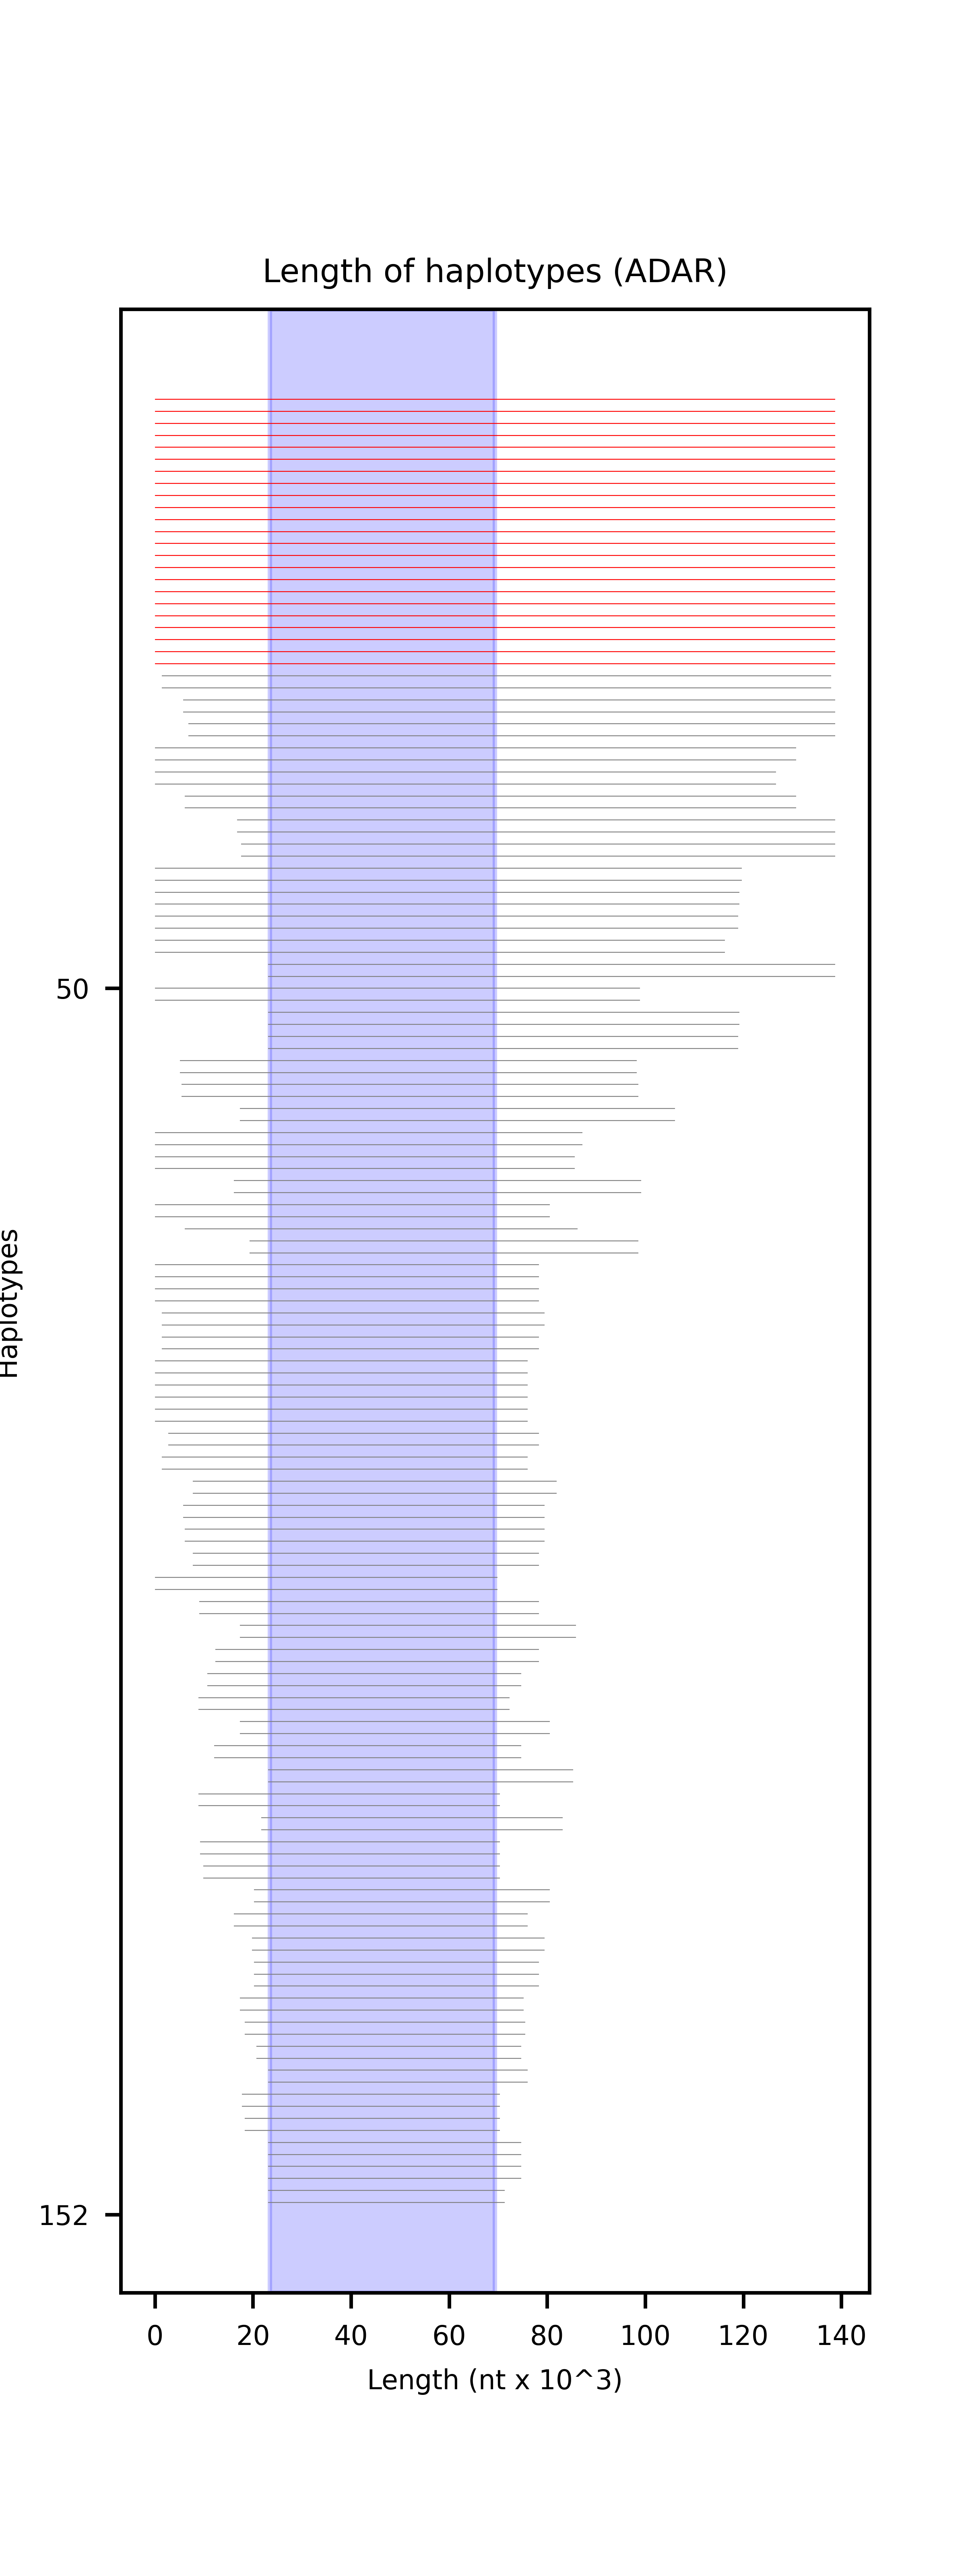 Length of haplotypes (ADAR)
Haplotypes
50
152
0 20 40 60 80 100 120 140
Length (nt x 10^3)